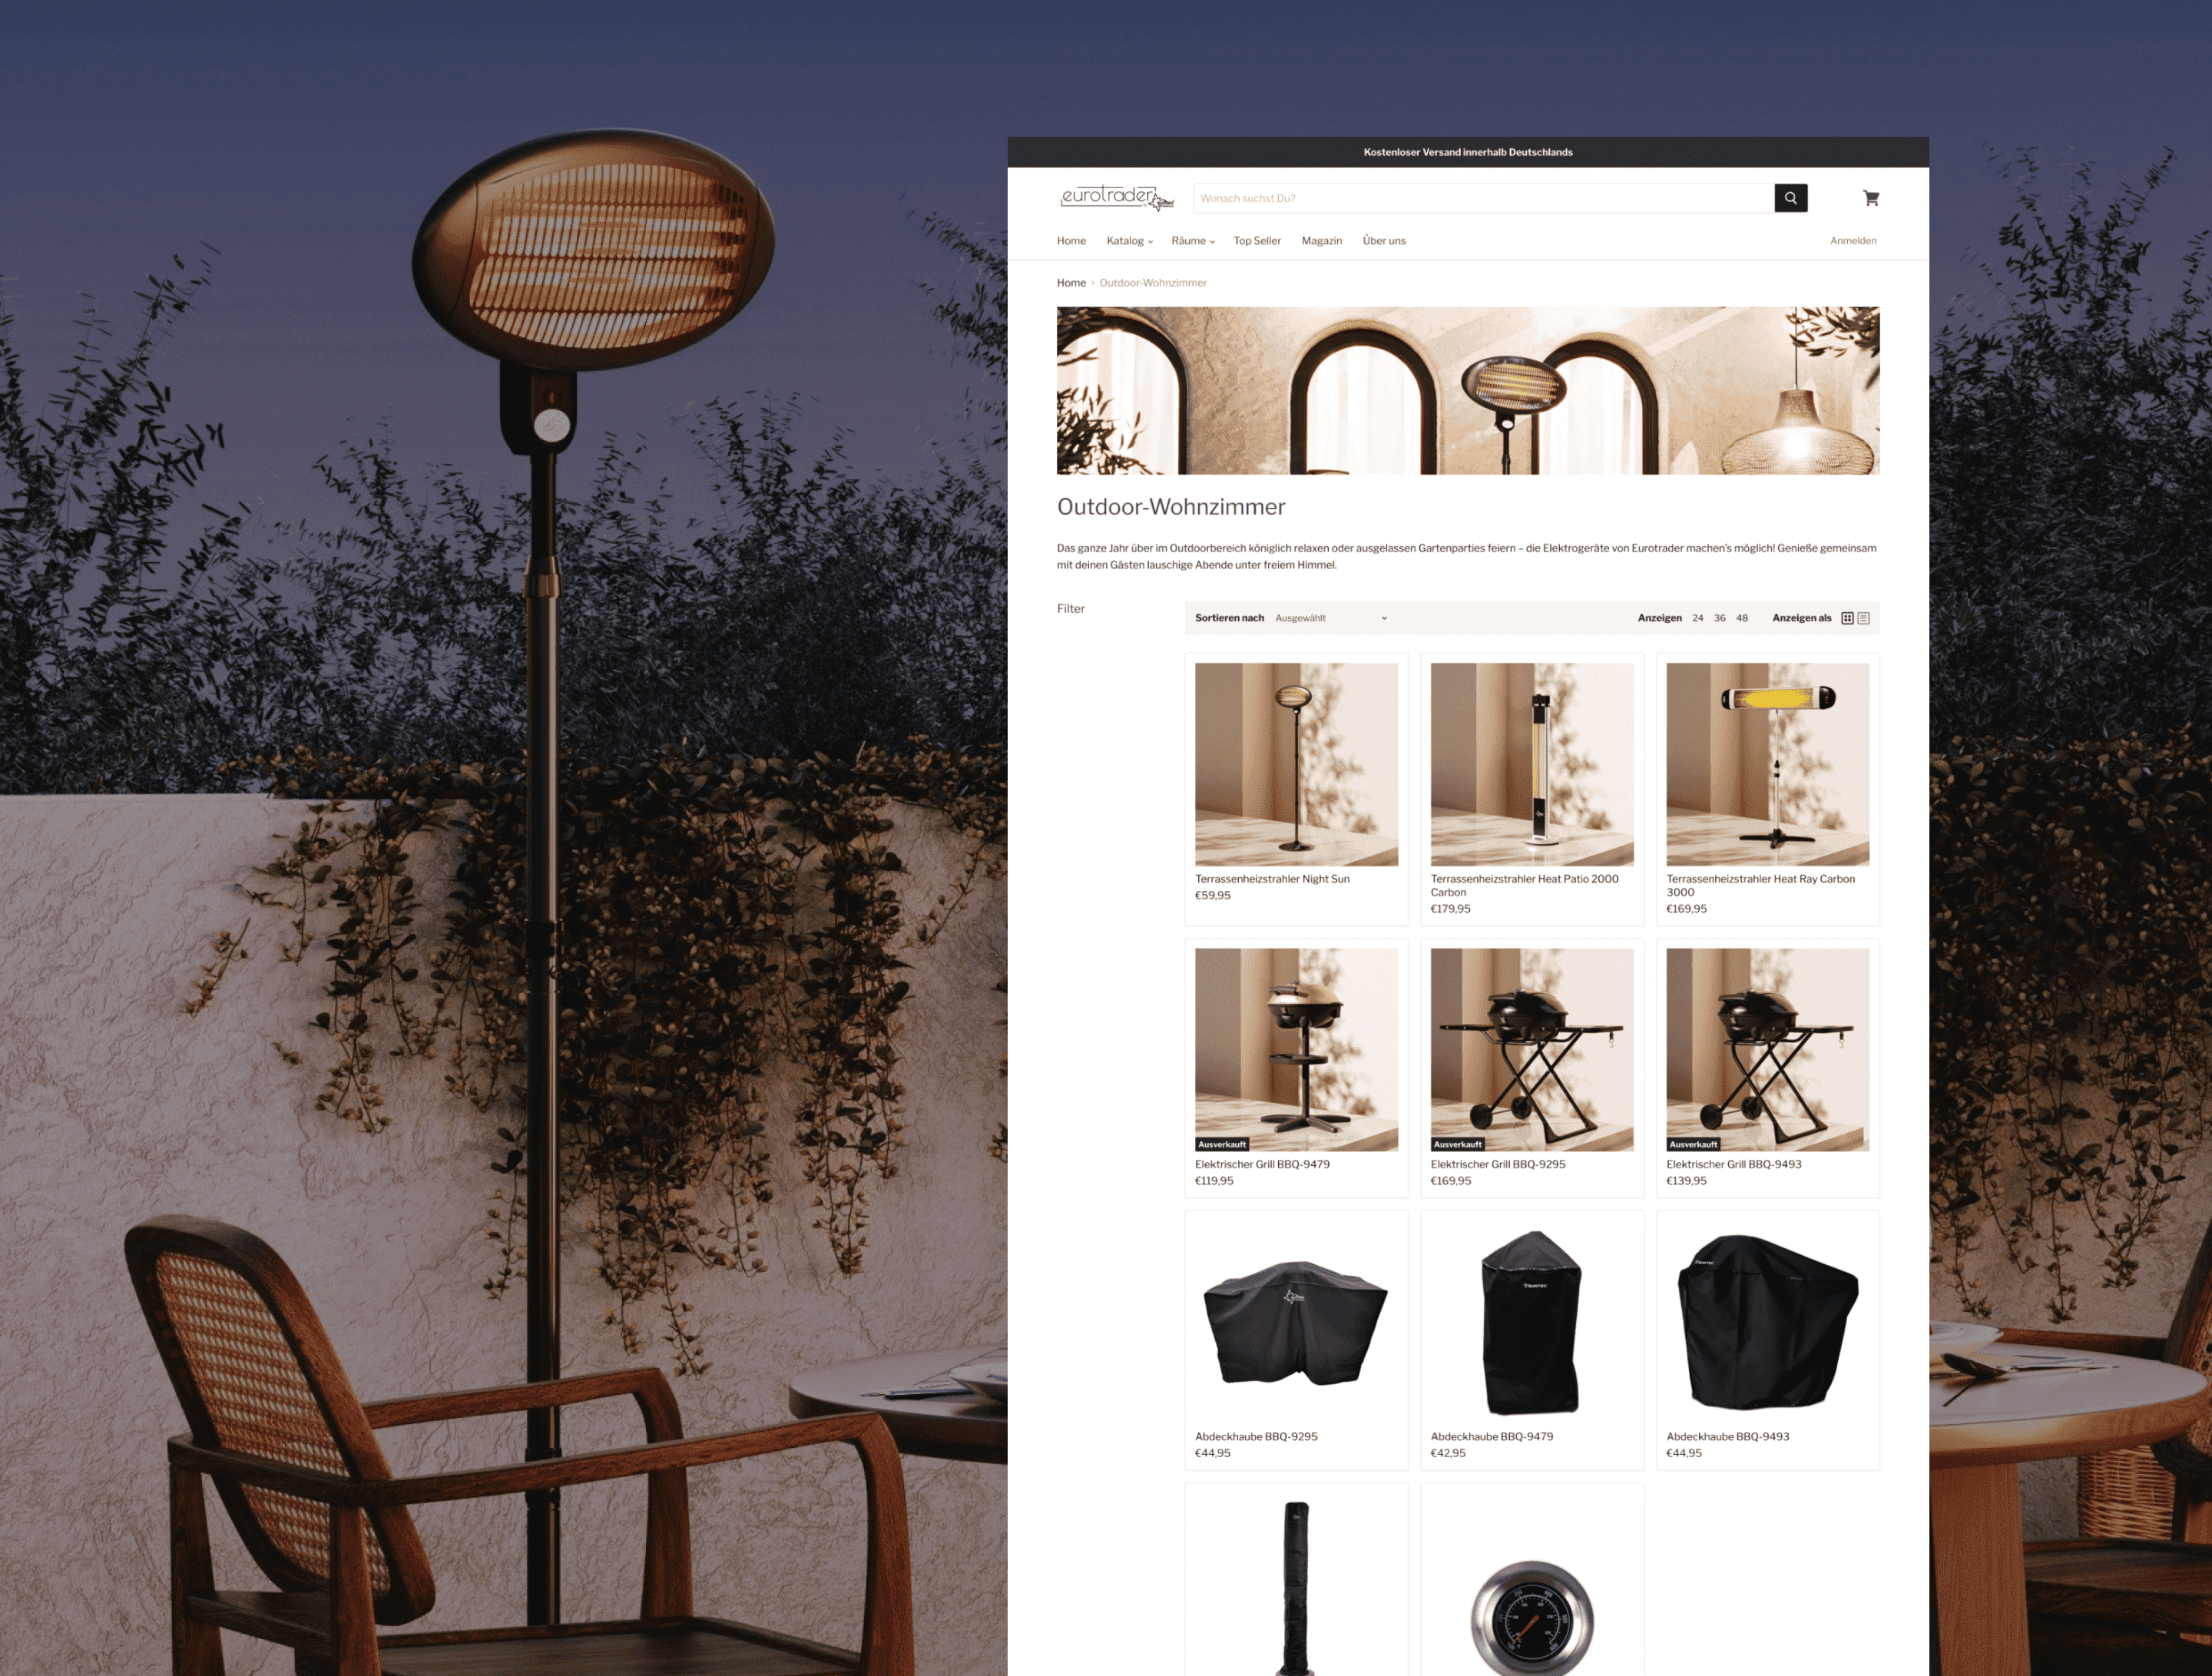 Kostenloser Versand innerhalb Deutschlands
eurotrader
Wonach suchst Du?
Home Katalog Räume Top Seller Magazin Über uns Anmelden
Home › Outdoor-Wohnzimmer
Outdoor-Wohnzimmer
Das ganze Jahr über im Outdoorbereich königlich relaxen oder ausgelassen Gartenparties feiern – die Elektrogeräte von Eurotrader machen's möglich! Genieße gemeinsam
mit deinen Gästen lauschige Abende unter freiem Himmel.
Filter
Sortieren nach Ausgewählt Anzeigen 24 36 48 Anzeigen als
Terrassenheizstrahler Night Sun
€59,95
Terrassenheizstrahler Heat Patio 2000
Carbon
€179,95
Terrassenheizstrahler Heat Ray Carbon
3000
€169,95
Ausverkauft
Elektrischer Grill BBQ-9479
€119,95
Ausverkauft
Elektrischer Grill BBQ-9295
€169,95
Ausverkauft
Elektrischer Grill BBQ-9493
€139,95
Abdeckhaube BBQ-9295
€44,95
SUNTEC
Abdeckhaube BBQ-9479
€42,95
SUNTEC
Abdeckhaube BBQ-9493
€44,95